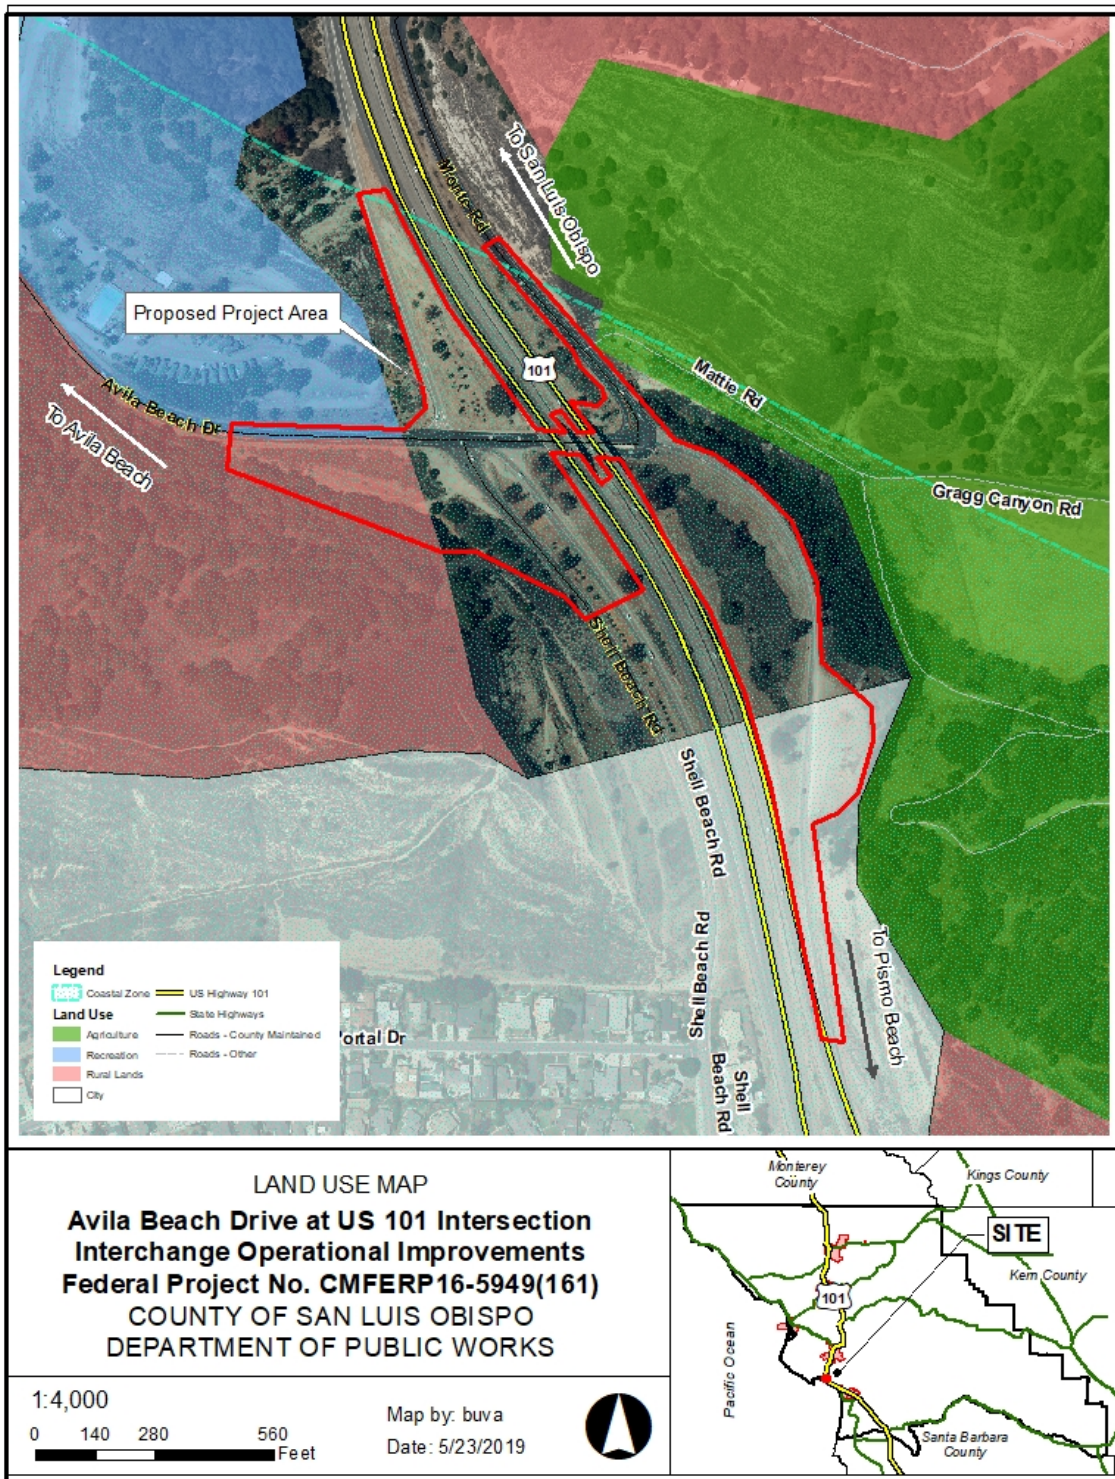 To San Luis Obispo
Monte Rd
Proposed Project Area
101
Mattie Rd
Avila Beach Dr
To Avila Beach
Gragg Canyon Rd
Shell Beach Rd
Shell Beach Rd
Shell Beach Rd
To Pismo Beach
Portal Dr
Shell
Beach Rd
Legend
Coastal Zone
US Highway 101
Land Use
State Highways
Agriculture
Roads - County Maintained
Recreation
Roads - Other
Rural Lands
City
LAND USE MAP
Avila Beach Drive at US 101 Intersection
Interchange Operational Improvements
Federal Project No. CMFERP16-5949(161)
COUNTY OF SAN LUIS OBISPO
DEPARTMENT OF PUBLIC WORKS
1:4,000
0 140 280 560
Feet
Map by: buva
Date: 5/23/2019
Monterey
County
Kings County
SITE
Kern County
101
Pacific Ocean
Santa Barbara
County